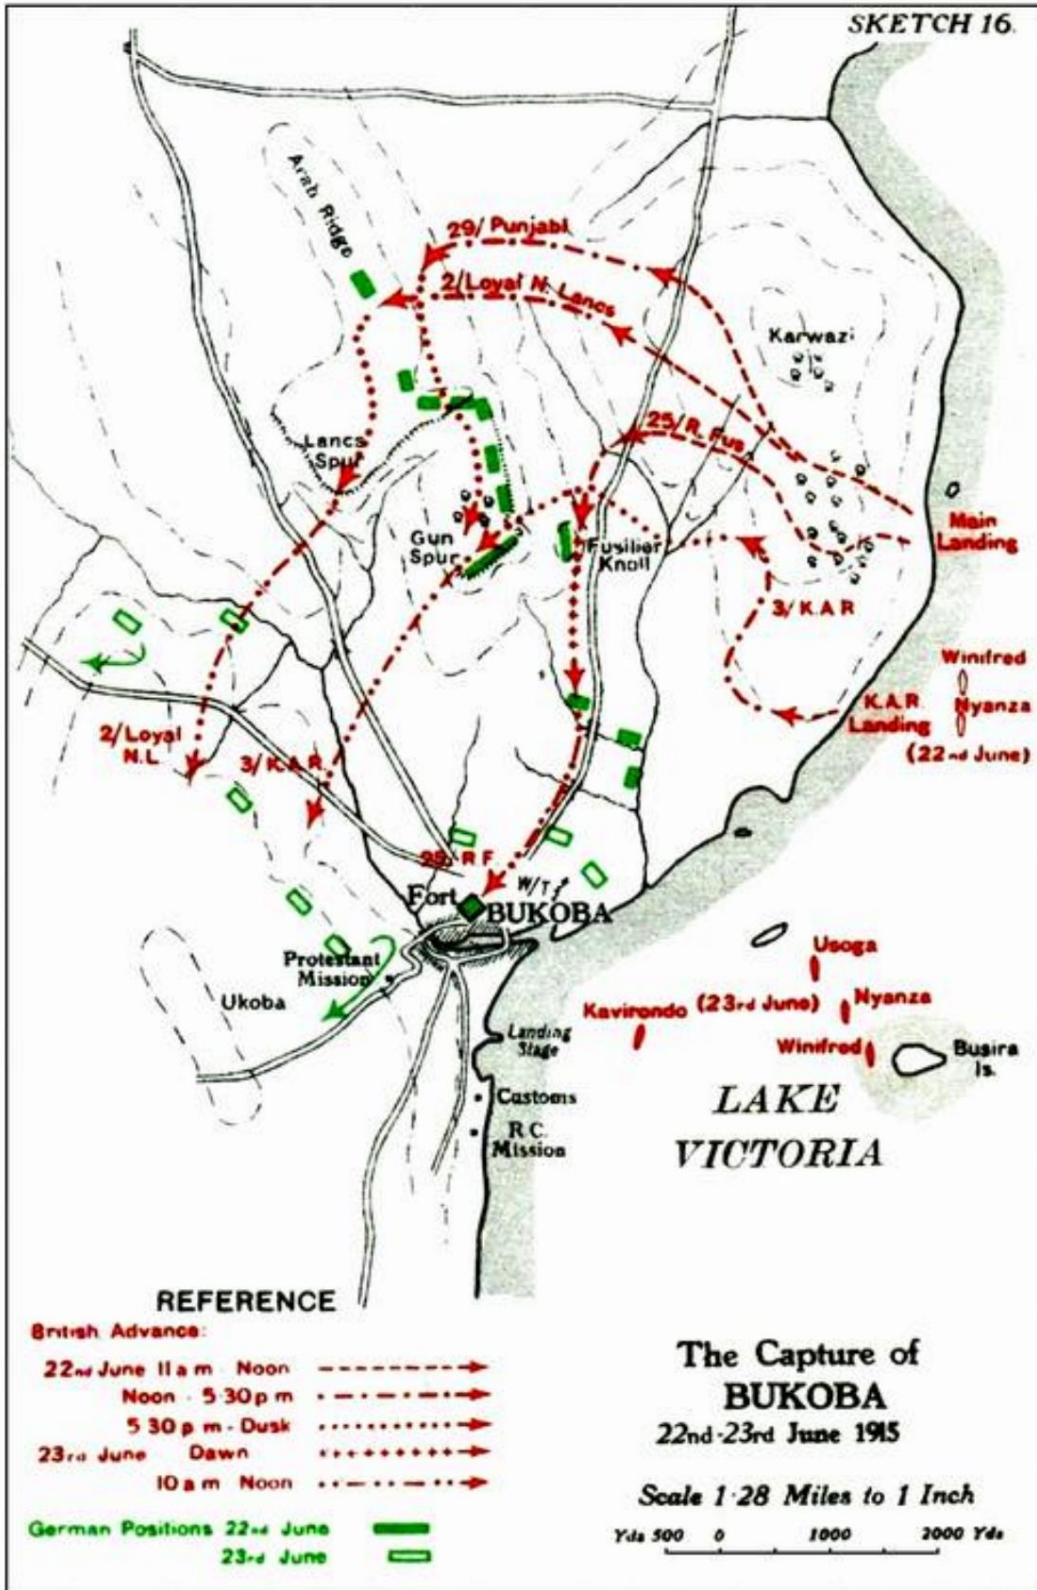 SKETCH 16.
Arab Ridge
29/ Punjabi
2/Loyal N. Lancs
Karwazi
25/R. Fus.
Lancs
Spur
Gun
Spur
Fusilier
Knoll
Main
Landing
3/K.A.R
Winifred
Nyanza
(22nd June)
K.A.R.
Landing
2/Loyal
N.L.
3/K.A.R.
25/R F.
W/T
Fort
BUKOBA
Protestant
Mission
Ukoba
Usoga
Kavirondo (23rd June)
Nyanza
Winifred
Busira
Is.
Landing
Stage
Customs
R.C.
Mission
LAKE
VICTORIA
REFERENCE
British Advance:
22nd June 11 a m Noon
Noon - 5·30 p m
5 30 p.m - Dusk
23rd June Dawn
10 a m Noon
German Positions 22nd June
23rd June
The Capture of
BUKOBA
22nd-23rd June 1915
Scale 1·28 Miles to 1 Inch
Yds 500 0 1000 2000 Yds